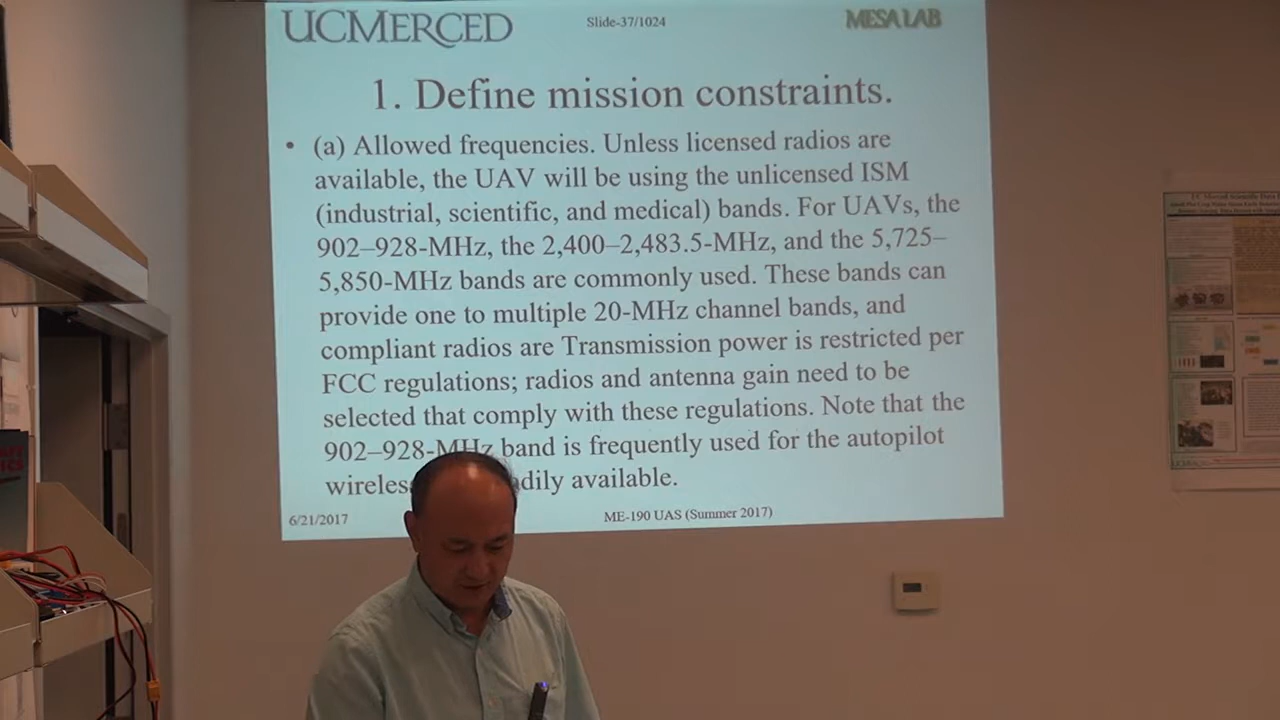 UCMERCED
Slide-37/1024
MESA LAB
1. Define mission constraints.
• (a) Allowed frequencies. Unless licensed radios are
available, the UAV will be using the unlicensed ISM
(industrial, scientific, and medical) bands. For UAVs, the
902–928-MHz, the 2,400–2,483.5-MHz, and the 5,725–
5,850-MHz bands are commonly used. These bands can
provide one to multiple 20-MHz channel bands, and
compliant radios are Transmission power is restricted per
FCC regulations; radios and antenna gain need to be
selected that comply with these regulations. Note that the
902–928-MHz band is frequently used for the autopilot
available.
6/21/2017
ME-190 UAS (Summer 2017)